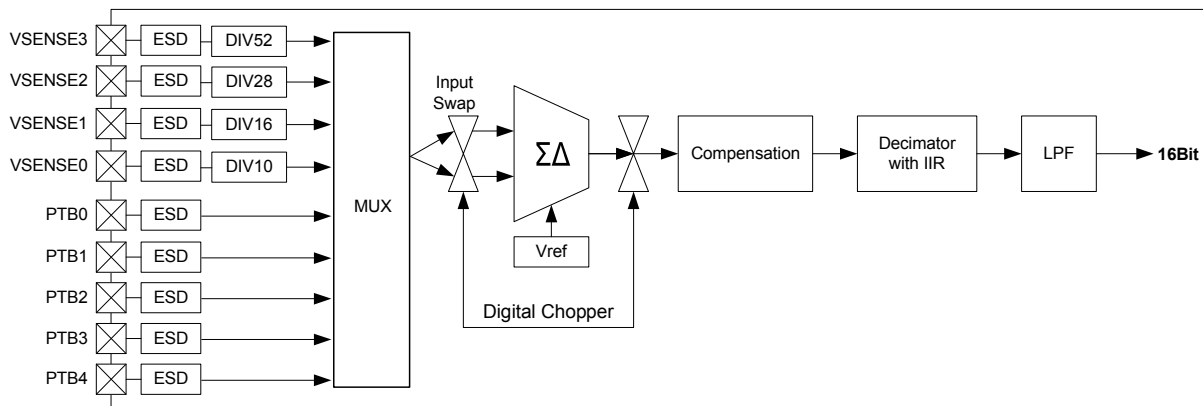 VSENSE3 ESD DIV52
VSENSE2 ESD DIV28
VSENSE1 ESD DIV16
VSENSE0 ESD DIV10
PTB0 ESD
PTB1 ESD
PTB2 ESD
PTB3 ESD
PTB4 ESD
MUX
Input
Swap
ΣΔ
Vref
Digital Chopper
Compensation
Decimator
with IIR
LPF
16Bit